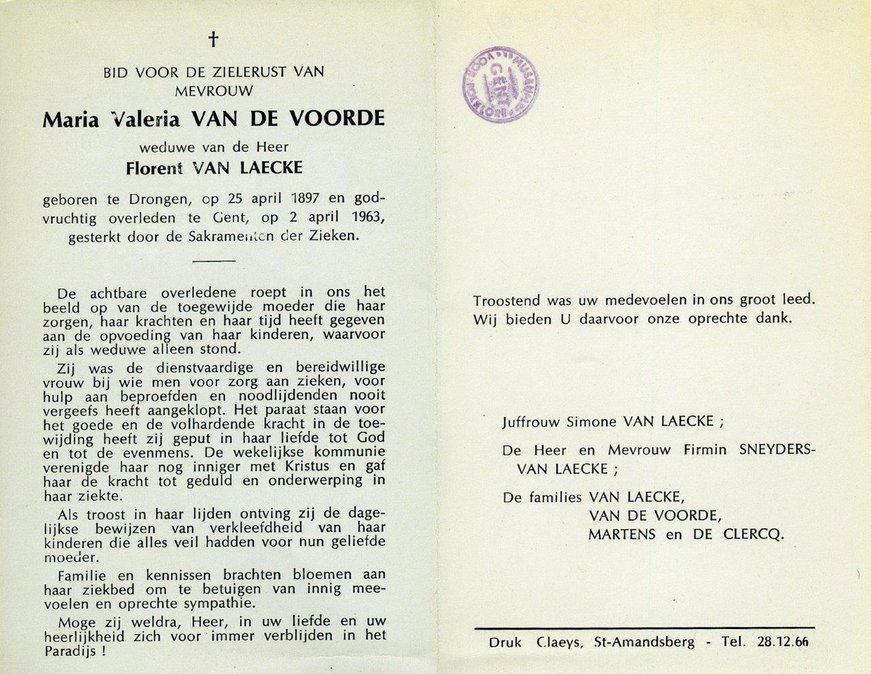 BID VOOR DE ZIELERUST VAN
MEVROUW
Maria Valeria VAN DE VOORDE
weduwe van de Heer
Florent VAN LAECKE
geboren te Drongen, op 25 april 1897 en god-
vruchtig overleden te Gent, op 2 april 1963,
gesterkt door de Sakramenten der Zieken.
De achtbare overledene roept in ons het
beeld op van de toegewijde moeder die haar
zorgen, haar krachten en haar tijd heeft gegeven
aan de opvoeding van haar kinderen, waarvoor
zij als weduwe alleen stond.
Zij was de dienstvaardige en bereidwillige
vrouw bij wie men voor zorg aan zieken, voor
hulp aan beproefden en noodlijdenden nooit
vergeefs heeft aangeklopt. Het paraat staan voor
het goede en de volhardende kracht in de toe-
wijding heeft zij geput in haar liefde tot God
en tot de evenmens. De wekelijkse kommunie
verenigde haar nog inniger met Kristus en gaf
haar de kracht tot geduld en onderwerping in
haar ziekte.
Als troost in haar lijden ontving zij de dage-
lijkse bewijzen van verkleefdheid van haar
kinderen die alles veil hadden voor nun geliefde
moeder.
Familie en kennissen brachten bloemen aan
haar ziekbed om te betuigen van innig mee-
voelen en oprechte sympathie.
Moge zij weldra, Heer, in uw liefde en uw
heerlijkheid zich voor immer verblijden in het
Paradijs !
GENT
Troostend was uw medevoelen in ons groot leed.
Wij bieden U daarvoor onze oprechte dank.
Juffrouw Simone VAN LAECKE ;
De Heer en Mevrouw Firmin SNEYDERS-
VAN LAECKE ;
De families VAN LAECKE,
VAN DE VOORDE,
MARTENS en DE CLERCQ.
Druk Claeys, St-Amandsberg - Tel. 28.12.66